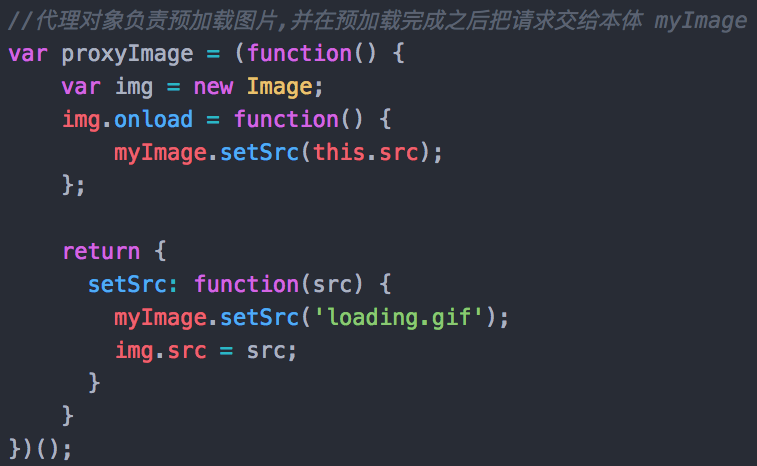 //代理对象负责预加载图片,并在预加载完成之后把请求交给本体 myImage
var proxyImage = (function() {
    var img = new Image;
    img.onload = function() {
        myImage.setSrc(this.src);
    };

    return {
      setSrc: function(src) {
        myImage.setSrc('loading.gif');
        img.src = src;
      }
    }
})();